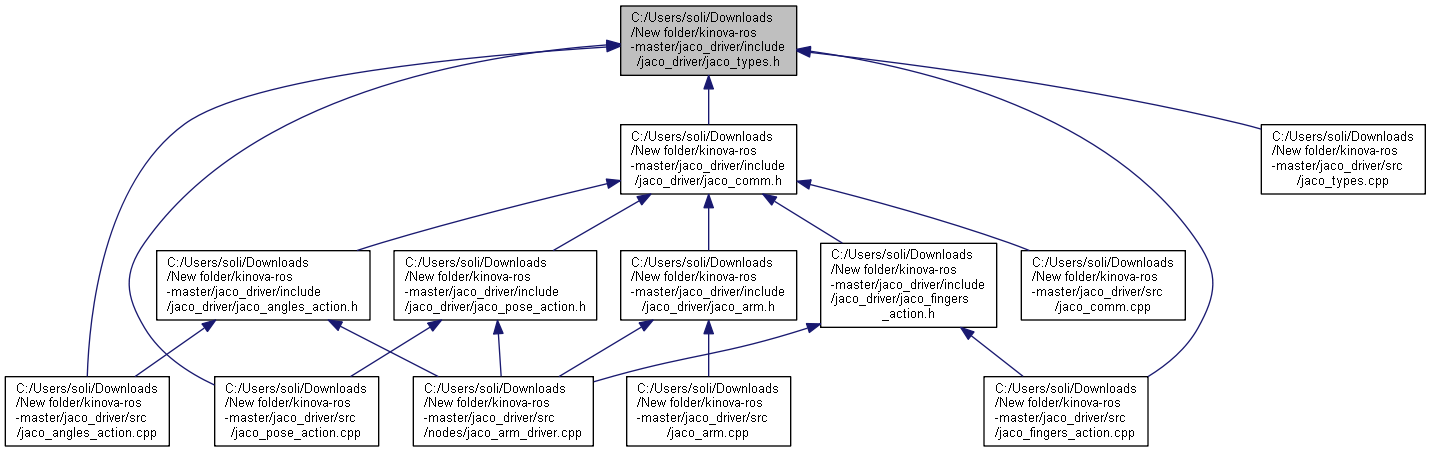 C:/Users/soli/Downloads
/New folder/kinova-ros
-master/jaco_driver/include
/jaco_driver/jaco_types.h
C:/Users/soli/Downloads
/New folder/kinova-ros
-master/jaco_driver/include
/jaco_driver/jaco_comm.h
C:/Users/soli/Downloads
/New folder/kinova-ros
-master/jaco_driver/src
/jaco_types.cpp
C:/Users/soli/Downloads
/New folder/kinova-ros
-master/jaco_driver/include
/jaco_driver/jaco_angles_action.h
C:/Users/soli/Downloads
/New folder/kinova-ros
-master/jaco_driver/include
/jaco_driver/jaco_pose_action.h
C:/Users/soli/Downloads
/New folder/kinova-ros
-master/jaco_driver/include
/jaco_driver/jaco_arm.h
C:/Users/soli/Downloads
/New folder/kinova-ros
-master/jaco_driver/include
/jaco_driver/jaco_fingers
_action.h
C:/Users/soli/Downloads
/New folder/kinova-ros
-master/jaco_driver/src
/jaco_comm.cpp
C:/Users/soli/Downloads
/New folder/kinova-ros
-master/jaco_driver/src
/jaco_angles_action.cpp
C:/Users/soli/Downloads
/New folder/kinova-ros
-master/jaco_driver/src
/jaco_pose_action.cpp
C:/Users/soli/Downloads
/New folder/kinova-ros
-master/jaco_driver/src
/nodes/jaco_arm_driver.cpp
C:/Users/soli/Downloads
/New folder/kinova-ros
-master/jaco_driver/src
/jaco_arm.cpp
C:/Users/soli/Downloads
/New folder/kinova-ros
-master/jaco_driver/src
/jaco_fingers_action.cpp